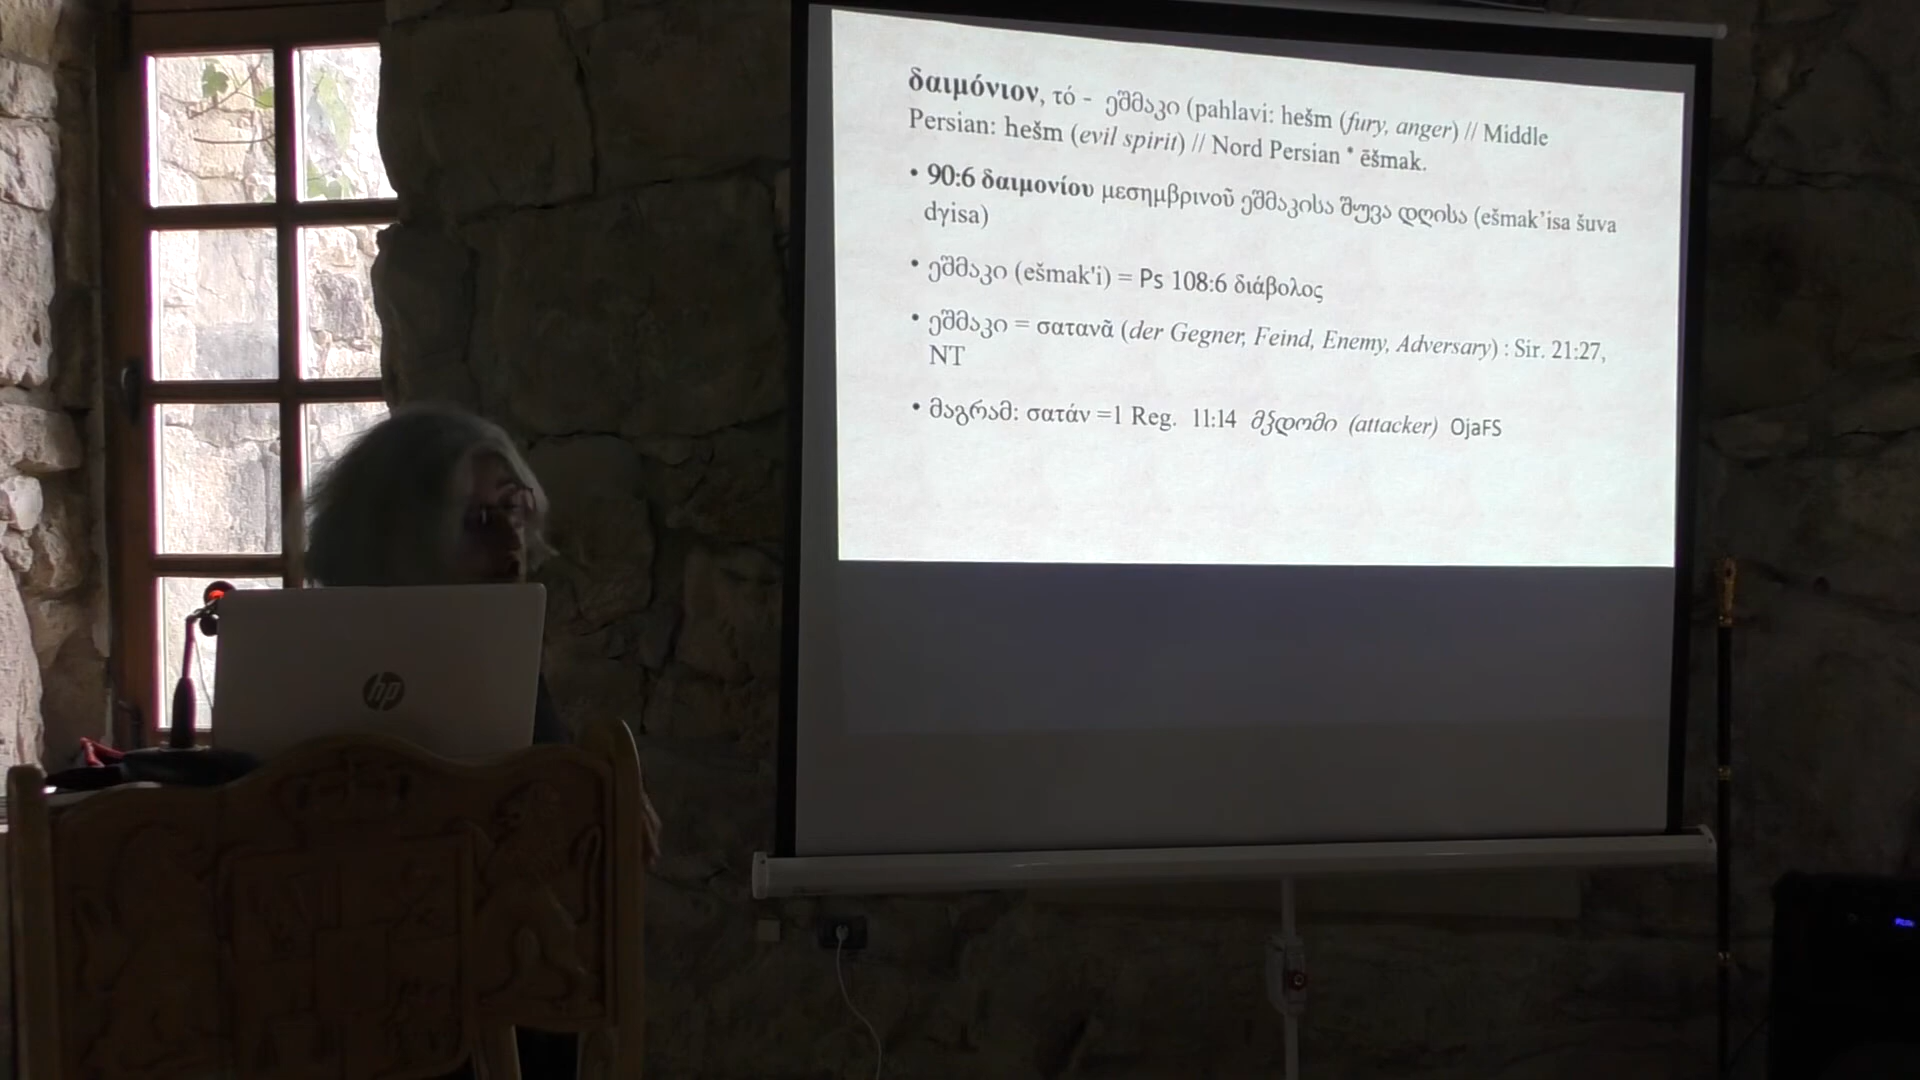 δαιμόνιον, τό - ეშმაკი (pahlavi: hešm (fury, anger) // Middle
Persian: hešm (evil spirit) // Nord Persian * ēšmak.
• 90:6 δαιμονίου μεσημβρινοῦ ეშმაკისა შუვა დღისა (ešmak’isa šuva
dγisa)
• ეშმაკი (ešmak'i) = Ps 108:6 διάβολος
• ეშმაკი = σατανᾶ (der Gegner, Feind, Enemy, Adversary) : Sir. 21:27,
NT
• მაგრამ: σατάν =1 Reg. 11:14 მჴდომი (attacker) OjaFS
hp